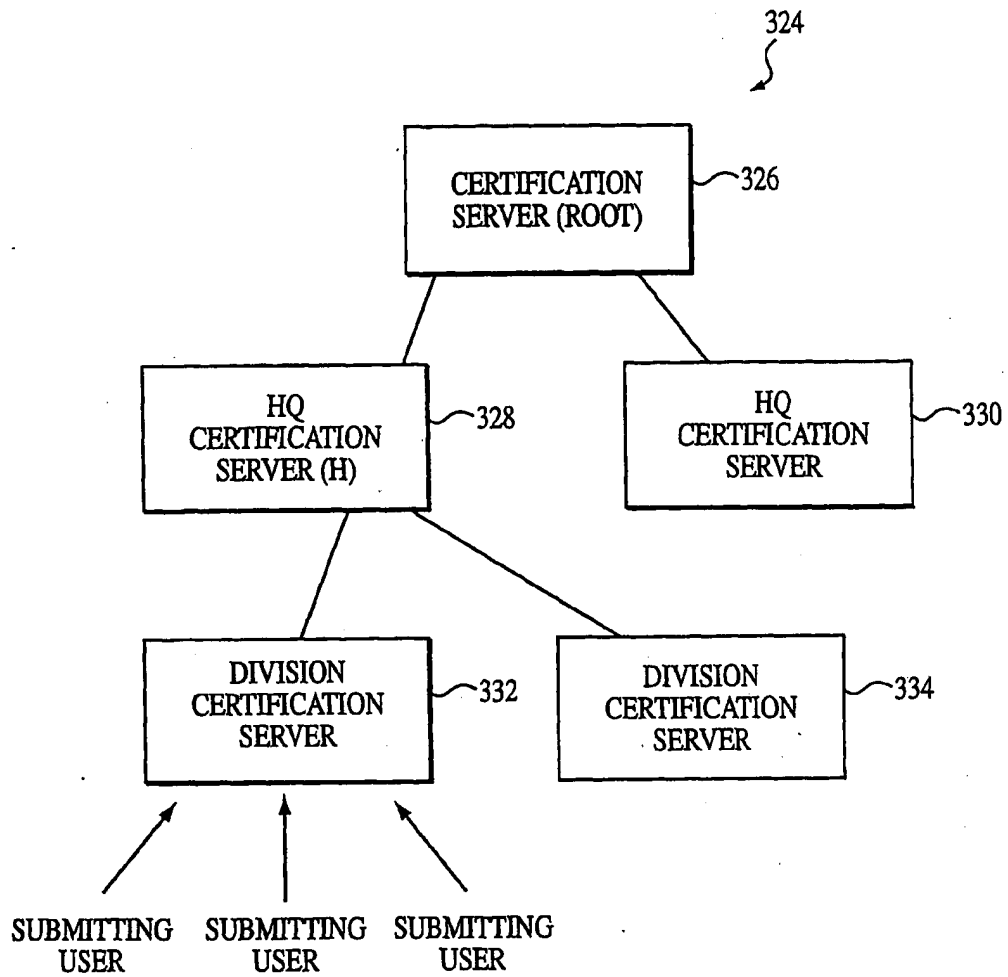 324
CERTIFICATION
SERVER (ROOT)
326
HQ
CERTIFICATION
SERVER (H)
328
HQ
CERTIFICATION
SERVER
330
DIVISION
CERTIFICATION
SERVER
332
DIVISION
CERTIFICATION
SERVER
334
SUBMITTING
USER
SUBMITTING
USER
SUBMITTING
USER